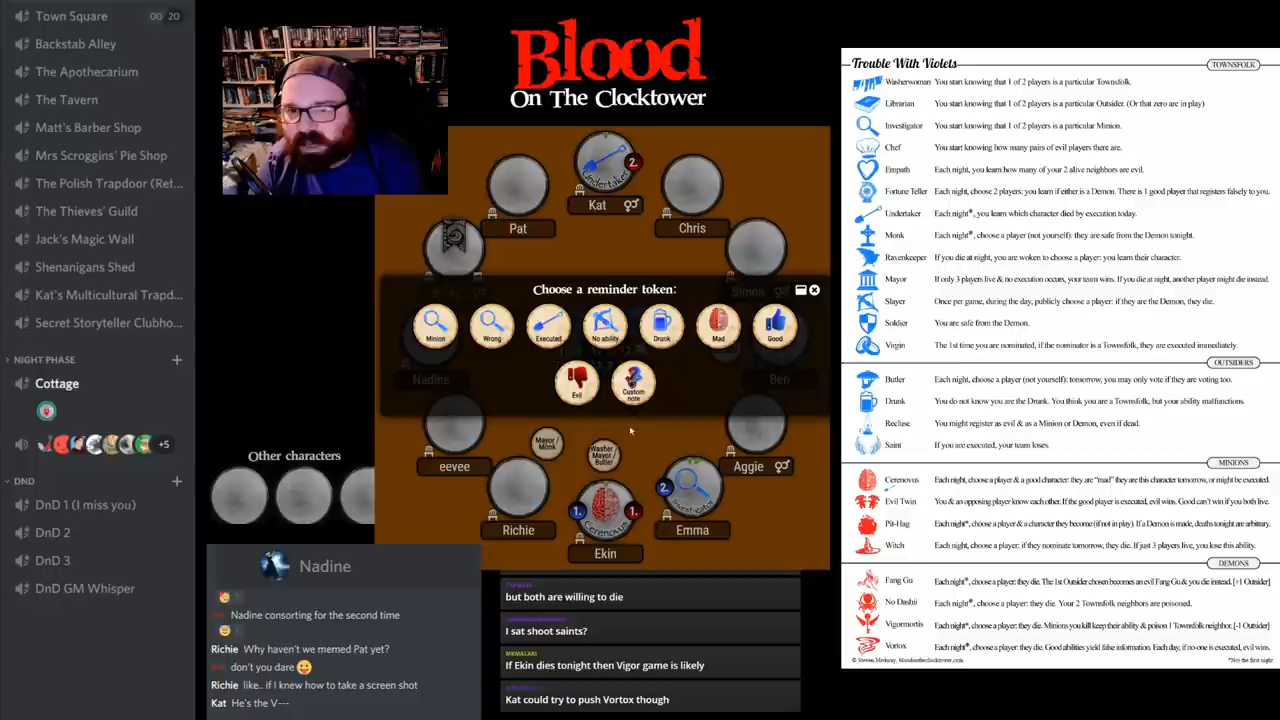 Town Square 00 20
Backstab Alley
The Apothecarium
The Tavern
Matt's Barber Shop
Mrs Scroggins' Pie Shop
The Polish Trapdoor (Ret...
The Thieves' Guild
Jack's Magic Wall
Shenanigans Shed
Multicultural Trapd...
Storyteller Clubho...
NIGHT PHASE
Cottage
+5
DND
DnD (I miss you)
DnD 2
DnD 3
DnD GM Whisper
Blood
On The Clocktower
Undertaker
2.
Kat
Pat
Chris
Simon
Choose a reminder token:
Minion
Wrong
Executed
No ability
Drunk
Mad
Good
Evil
Custom note
Nadine
Ben
eevee
Mayor / Monk
Washer / Mayor / Butler
Aggie
Richie
1.
Cerenovus
1.
2.
Investigator
Emma
Ekin
Other characters
Nadine
Nadine consorting for the second time
Richie Why haven't we memed Pat yet?
don't you dare
Richie like.. if I knew how to take a screen shot
Kat He's the V---
but both are willing to die
I sat shoot saints?
If Ekin dies tonight then Vigor game is likely
Kat could try to push Vortox though
Trouble With Violets
TOWNSFOLK
Washerwoman You start knowing that 1 of 2 players is a particular Townsfolk.
Librarian You start knowing that 1 of 2 players is a particular Outsider. (Or that zero are in play)
Investigator You start knowing that 1 of 2 players is a particular Minion.
Chef You start knowing how many pairs of evil players there are.
Empath Each night, you learn how many of your 2 alive neighbors are evil.
Fortune Teller Each night, choose 2 players: you learn if either is a Demon. There is 1 good player that registers falsely to you.
Undertaker Each night*, you learn which character died by execution today.
Monk Each night*, choose a player (not yourself): they are safe from the Demon tonight.
Ravenkeeper If you die at night, you are woken to choose a player: you learn their character.
Mayor If only 3 players live & no execution occurs, your team wins. If you die at night, another player might die instead.
Slayer Once per game, during the day, publicly choose a player: if they are the Demon, they die.
Soldier You are safe from the Demon.
Virgin The 1st time you are nominated, if the nominator is a Townsfolk, they are executed immediately.
OUTSIDERS
Butler Each night, choose a player (not yourself): tomorrow, you may only vote if they are voting too.
Drunk You do not know you are the Drunk. You think you are a Townsfolk, but your ability malfunctions.
Recluse You might register as evil & as a Minion or Demon, even if dead.
Saint If you are executed, your team loses.
MINIONS
Cerenovus Each night, choose a player & a good character: they are "mad" they are this character tomorrow, or might be executed.
Evil Twin You & an opposing player know each other. If the good player is executed, evil wins. Good can't win if you both live.
Pit-Hag Each night*, choose a player & a character they become (if not in play). If a Demon is made, deaths tonight are arbitrary.
Witch Each night, choose a player: if they nominate tomorrow, they die. If just 3 players live, you lose this ability.
DEMONS
Fang Gu Each night*, choose a player: they die. The 1st Outsider chosen becomes an evil Fang Gu & you die instead. [+1 Outsider]
No Dashii Each night*, choose a player: they die. Your 2 Townsfolk neighbors are poisoned.
Vigormortis Each night*, choose a player: they die. Minions you kill keep their ability & poison 1 Townsfolk neighbor. [-1 Outsider]
Vortox Each night*, choose a player: they die. Good abilities yield false information. Each day, if no-one is executed, evil wins.
© Steven Medway, bloodontheclocktower.com
*Not the first night